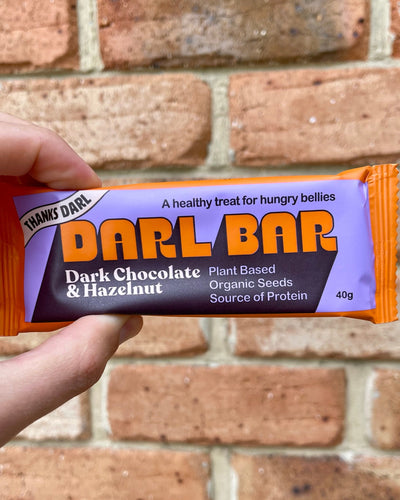 THANKS DARL
A healthy treat for hungry bellies
DARL BAR
Dark Chocolate
& Hazelnut
Plant Based
Organic Seeds
Source of Protein
40g